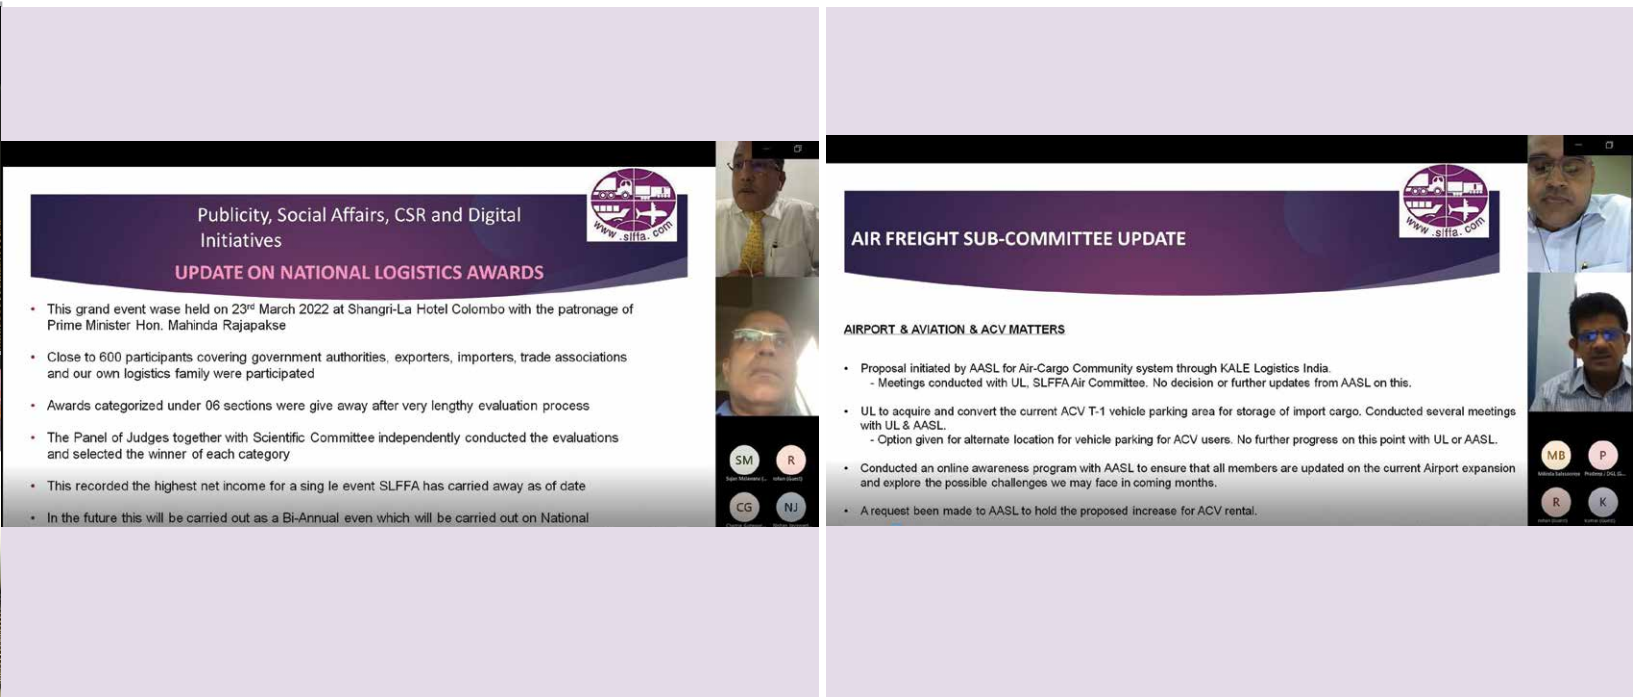 Publicity, Social Affairs, CSR and Digital
Initiatives
UPDATE ON NATIONAL LOGISTICS AWARDS
www.slffa.com
• This grand event wase held on 23rd March 2022 at Shangri-La Hotel Colombo with the patronage of
Prime Minister Hon. Mahinda Rajapakse
• Close to 600 participants covering government authorities, exporters, importers, trade associations
and our own logistics family were participated
• Awards categorized under 06 sections were give away after very lengthy evaluation process
• The Panel of Judges together with Scientific Committee independently conducted the evaluations
and selected the winner of each category
• This recorded the highest net income for a sing le event SLFFA has carried away as of date
• In the future this will be carried out as a Bi-Annual even which will be carried out on National
SM R
CG NJ
AIR FREIGHT SUB-COMMITTEE UPDATE
www.slffa.com
AIRPORT & AVIATION & ACV MATTERS
• Proposal initiated by AASL for Air-Cargo Community system through KALE Logistics India.
- Meetings conducted with UL, SLFFA Air Committee. No decision or further updates from AASL on this.
• UL to acquire and convert the current ACV T-1 vehicle parking area for storage of import cargo. Conducted several meetings
with UL & AASL.
- Option given for alternate location for vehicle parking for ACV users. No further progress on this point with UL or AASL.
• Conducted an online awareness program with AASL to ensure that all members are updated on the current Airport expansion
and explore the possible challenges we may face in coming months.
• A request been made to AASL to hold the proposed increase for ACV rental.
MB P
R K